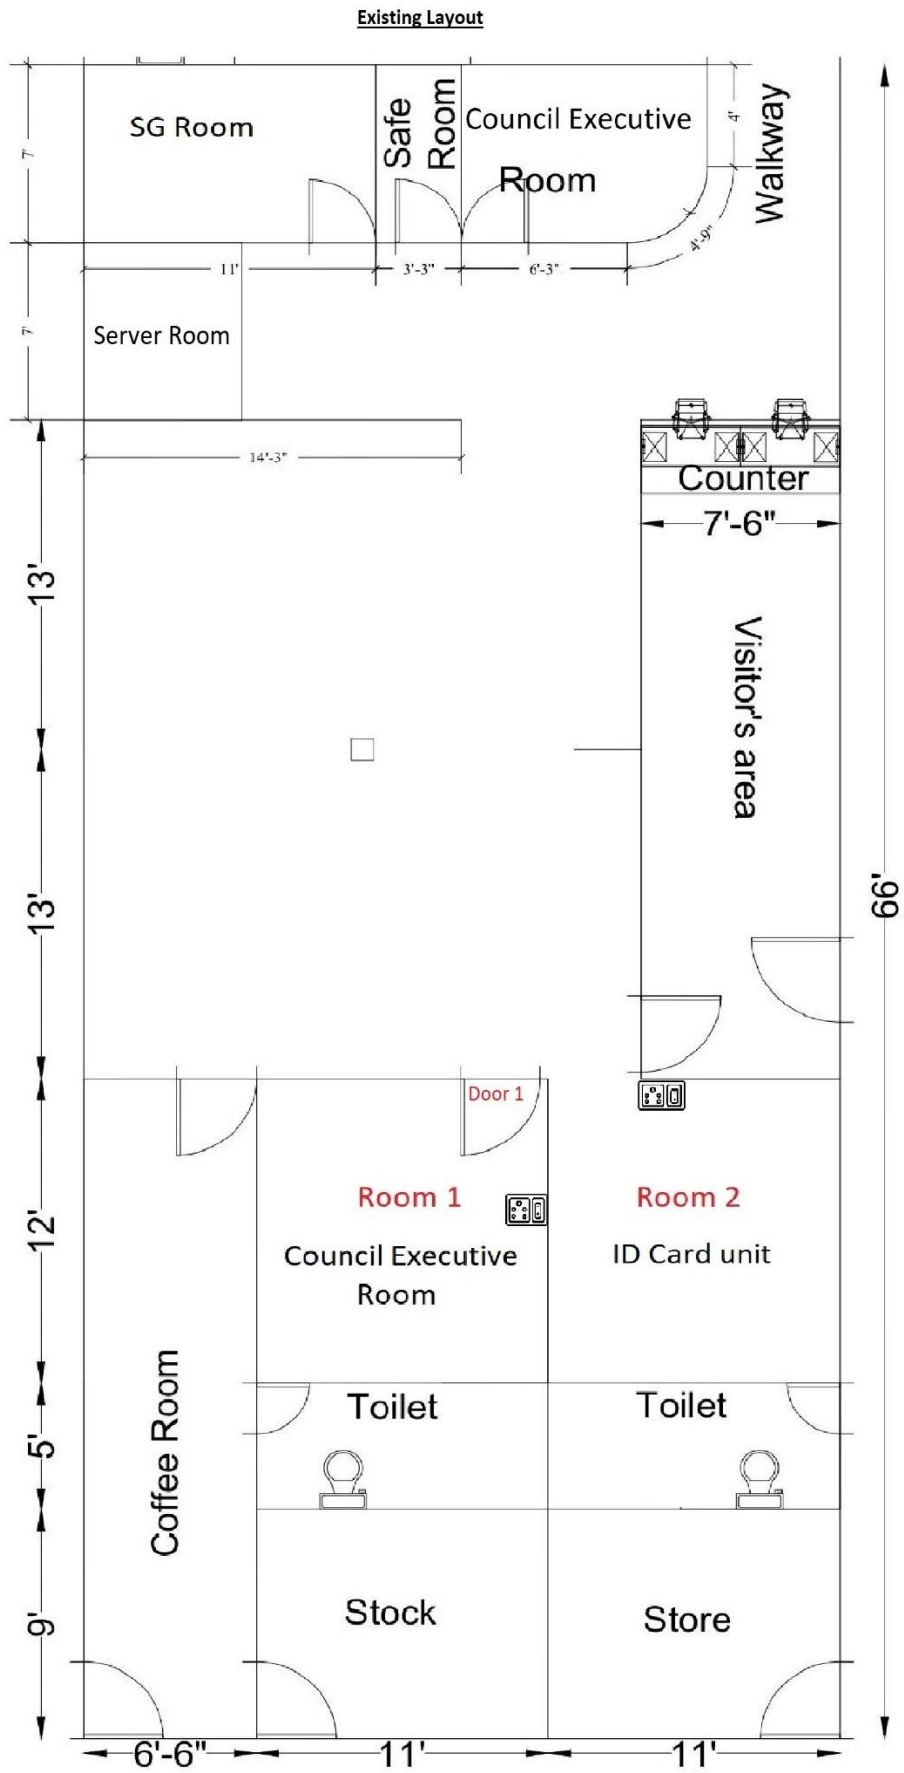 Existing Layout
SG Room
Safe
Room
Council Executive
Room
4'
Walkway
7'
4'-9"
11'
3'-3"
6'-3"
7'
Server Room
14'-3"
Counter
7'-6"
13'
Visitor's area
13'
66'
Door 1
Room 1
Room 2
12'
Council Executive
Room
ID Card unit
Toilet
Toilet
5'
Coffee Room
9'
Stock
Store
6'-6"
11'
11'